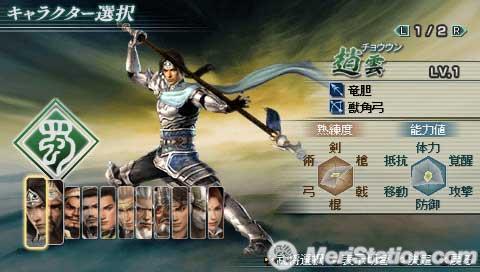 キャラクター選択
L 1/2 R
チョウウン
趙雲
LV.1
竜胆
獣角弓
熟練度
能力値
剣
体力
術
槍
抵抗
覚醒
弓
戟
移動
攻撃
棍
防御
蜀
MeriStation.com